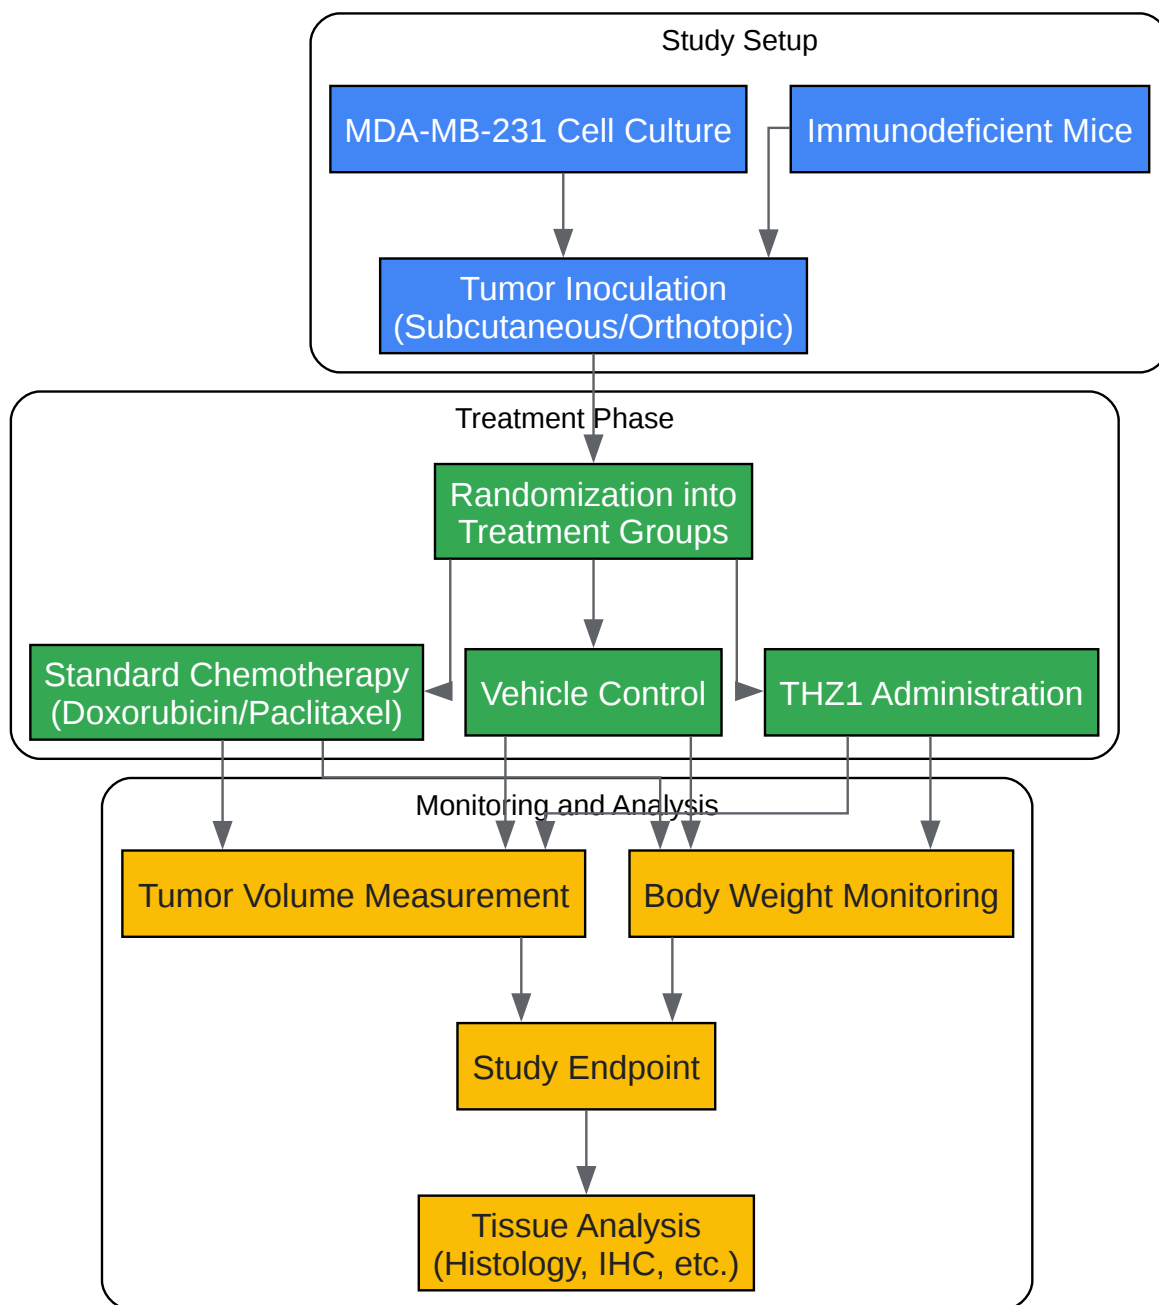 Study Setup
MDA-MB-231 Cell Culture
Immunodeficient Mice
Tumor Inoculation
(Subcutaneous/Orthotopic)
Treatment Phase
Randomization into
Treatment Groups
Standard Chemotherapy
(Doxorubicin/Paclitaxel)
Vehicle Control
THZ1 Administration
Monitoring and Analysis
Tumor Volume Measurement
Body Weight Monitoring
Study Endpoint
Tissue Analysis
(Histology, IHC, etc.)